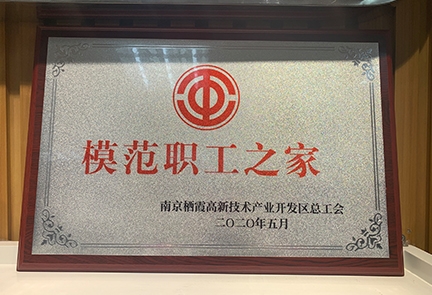 模范职工之家
南京栖霞高新技术产业开发区总工会
二〇二〇年五月